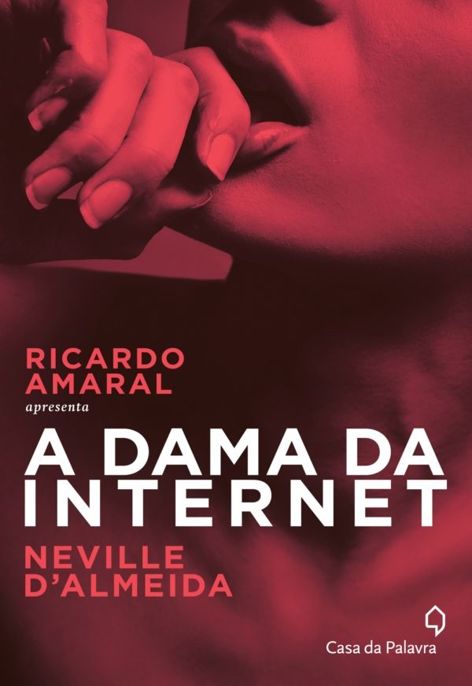 RICARDO
AMARAL
apresenta
A DAMA DA
INTERNET
NEVILLE
D'ALMEIDA
Casa da Palavra